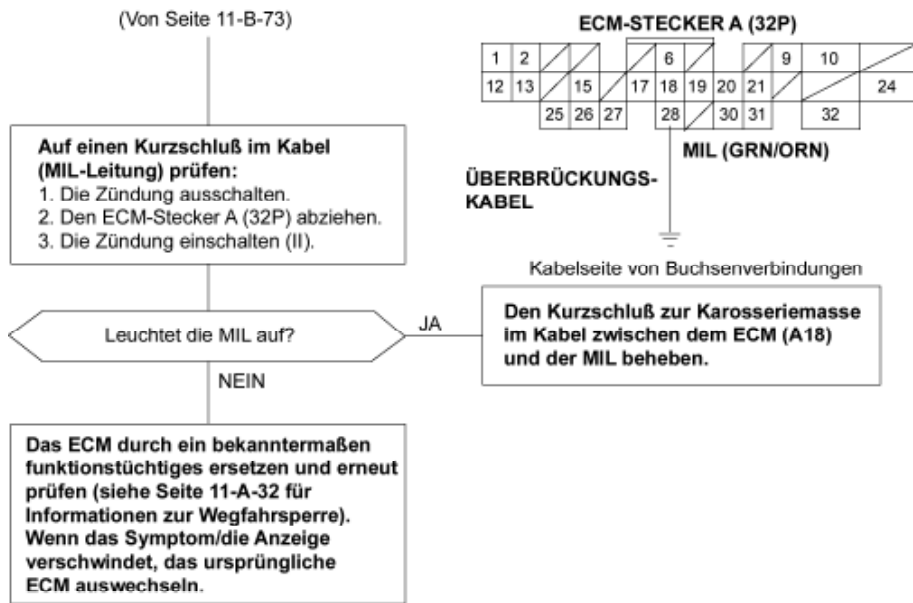 (Von Seite 11-B-73)
ECM-STECKER A (32P)
1 2 6 9 10
12 13 15 17 18 19 20 21 24
25 26 27 28 30 31 32
MIL (GRN/ORN)
ÜBERBRÜCKUNGS-
KABEL
Kabelseite von Buchsenverbindungen
Auf einen Kurzschluß im Kabel
(MIL-Leitung) prüfen:
1. Die Zündung ausschalten.
2. Den ECM-Stecker A (32P) abziehen.
3. Die Zündung einschalten (II).
Leuchtet die MIL auf?
JA
Den Kurzschluß zur Karosseriemasse
im Kabel zwischen dem ECM (A18)
und der MIL beheben.
NEIN
Das ECM durch ein bekanntermaßen
funktionstüchtiges ersetzen und erneut
prüfen (siehe Seite 11-A-32 für
Informationen zur Wegfahrsperre).
Wenn das Symptom/die Anzeige
verschwindet, das ursprüngliche
ECM auswechseln.